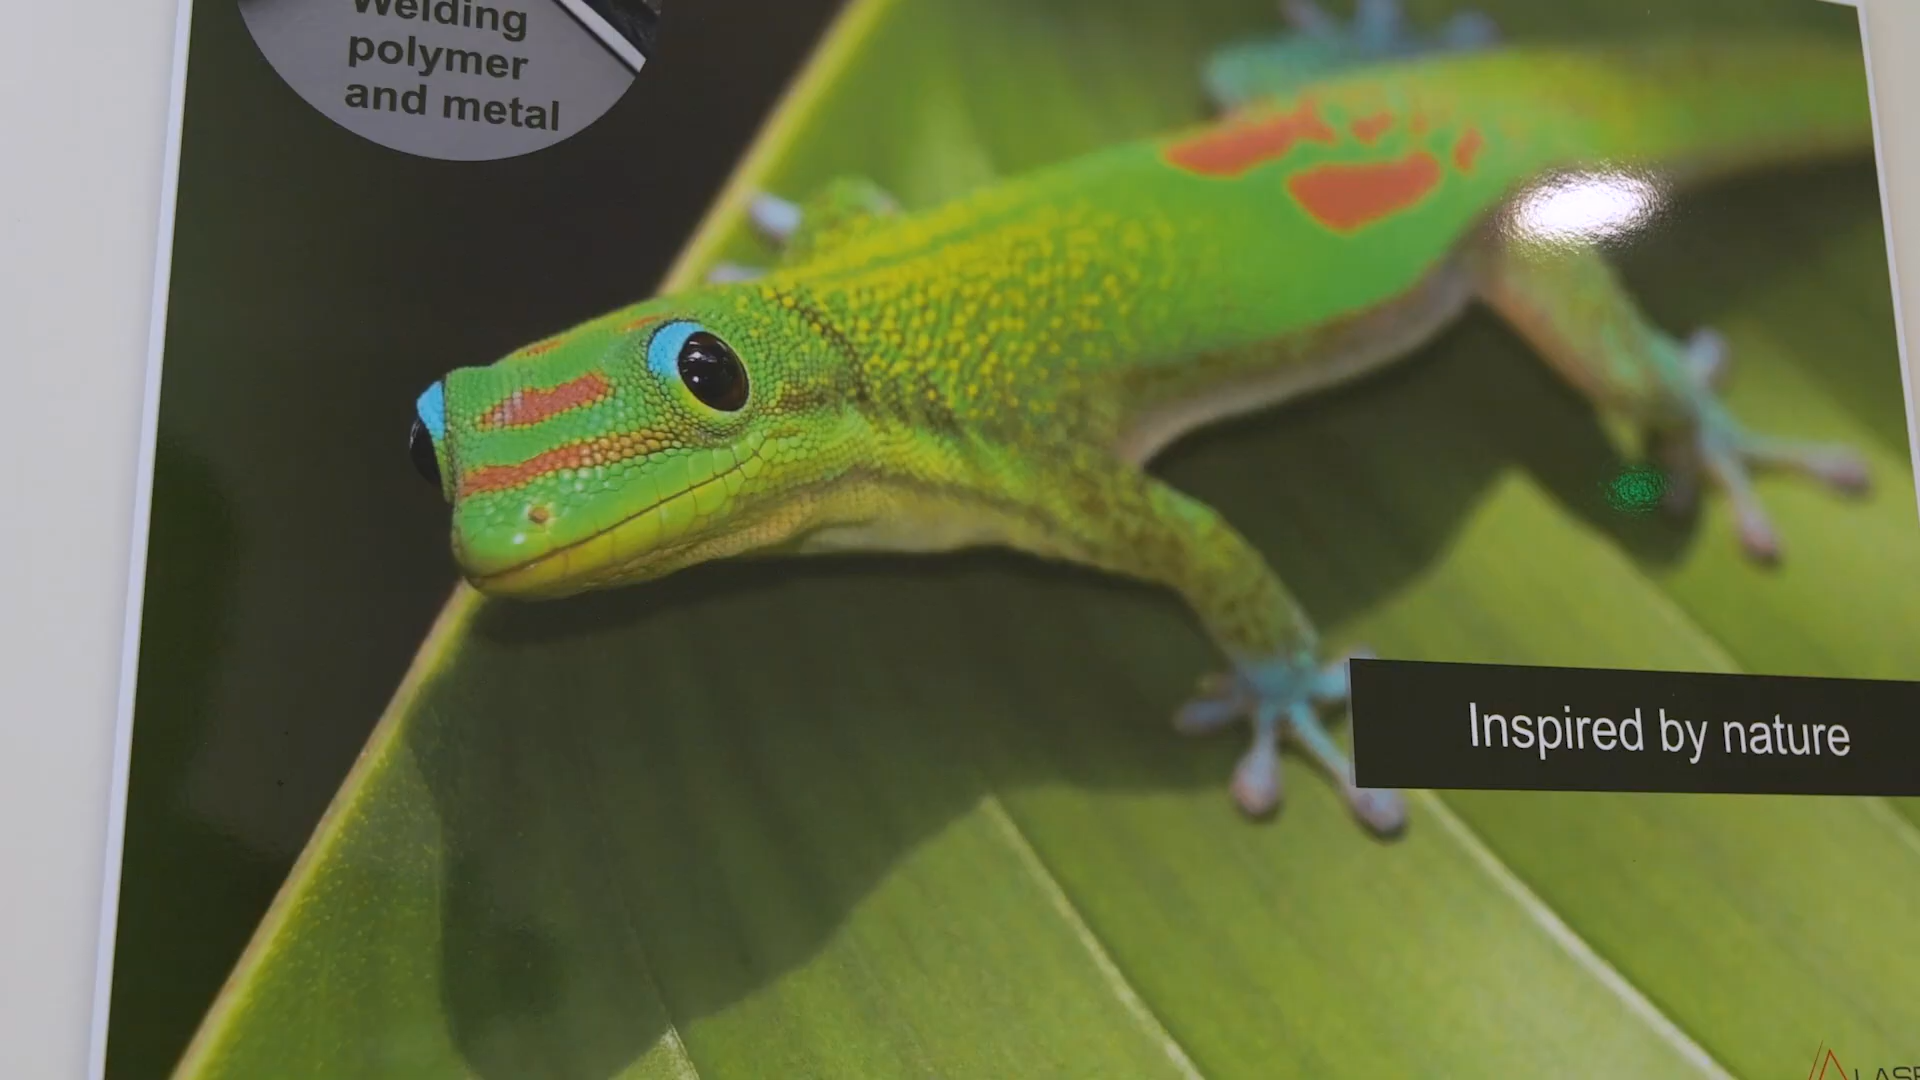 Welding
polymer
and metal
Inspired by nature